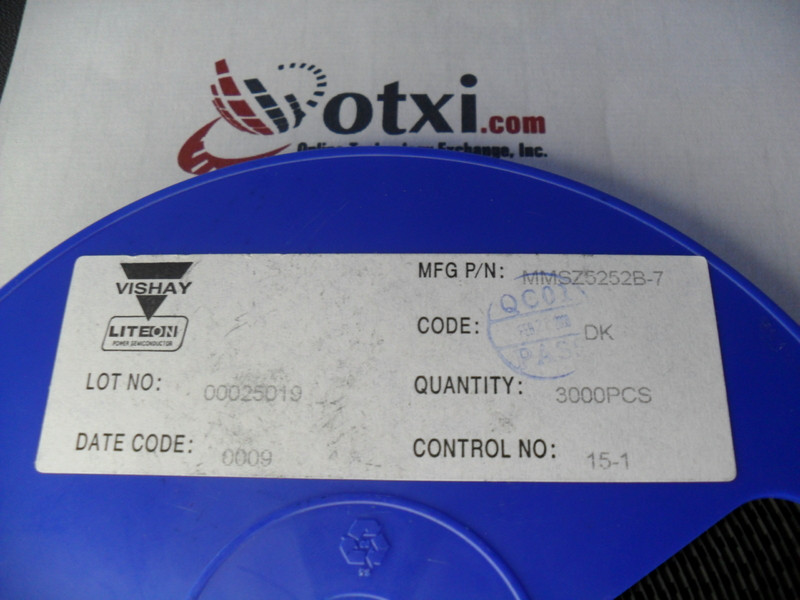 otxi.com
Online Technology Exchange, Inc.
VISHAY
LITEON
POWER SEMICONDUCTOR
MFG P/N: MMSZ5252B-7
QC01
CODE: DK
PASS
LOT NO: 00025019
QUANTITY: 3000PCS
DATE CODE: 0009
CONTROL NO: 15-1